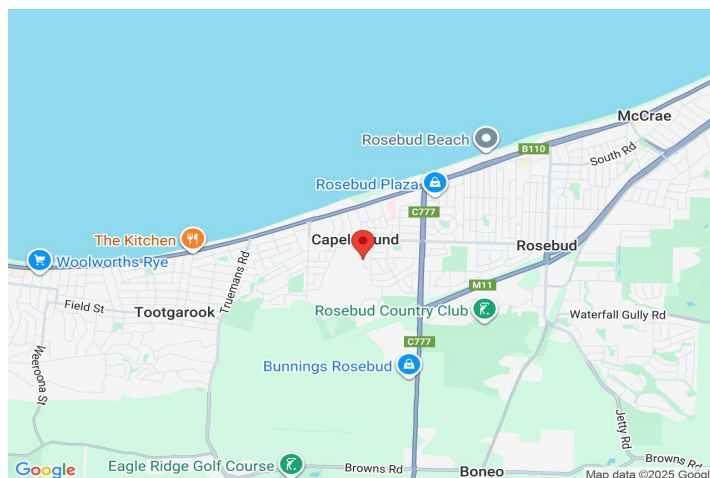 McCrae
Rosebud Beach
B110
South Rd
Rosebud Plaza
C777
The Kitchen
Woolworths Rye
Truemans Rd
Rosebud
M11
Field St
Tootgarook
Rosebud Country Club
Waterfall Gully Rd
C777
Bunnings Rosebud
Weeroona St
Jetty Rd
Eagle Ridge Golf Course
Browns Rd
Boneo
Browns Rd
Google
Map data ©2025 Googl